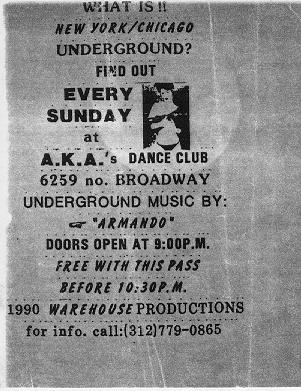 WHAT IS !!
NEW YORK/CHICAGO
UNDERGROUND?
FIND OUT
EVERY
SUNDAY
at
A.K.A.'s DANCE CLUB
6259 no. BROADWAY
UNDERGROUND MUSIC BY:
☞ "ARMANDO"
DOORS OPEN AT 9:00P.M.
FREE WITH THIS PASS
BEFORE 10:30P.M.
1990 WAREHOUSE PRODUCTIONS
for info. call:(312)779-0865